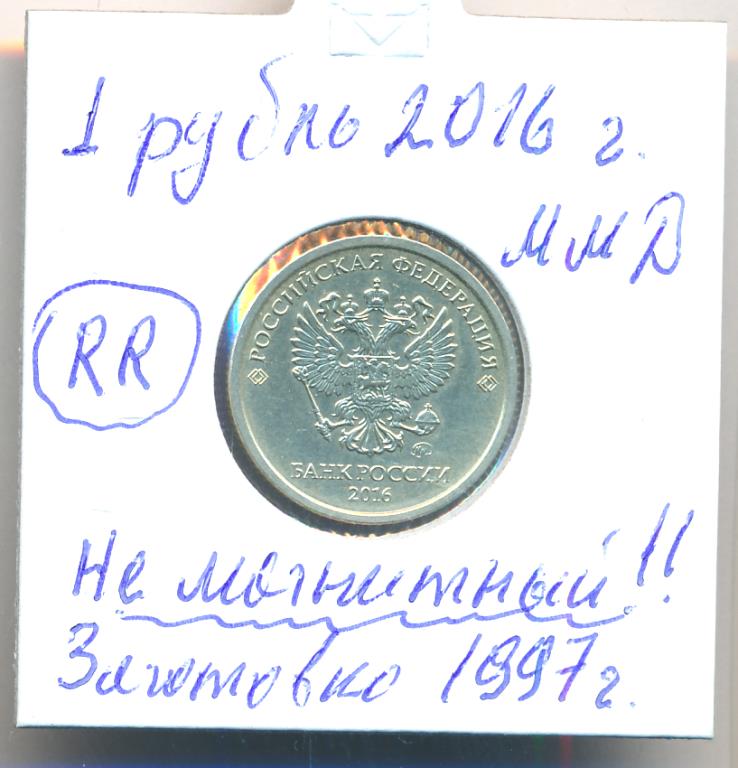 1 рубль 2016 г.
ММД
RR
РОССИЙСКАЯ ФЕДЕРАЦИЯ
БАНК РОССИИ
2016
Не магнитный!!
Заготовка 1997 г.